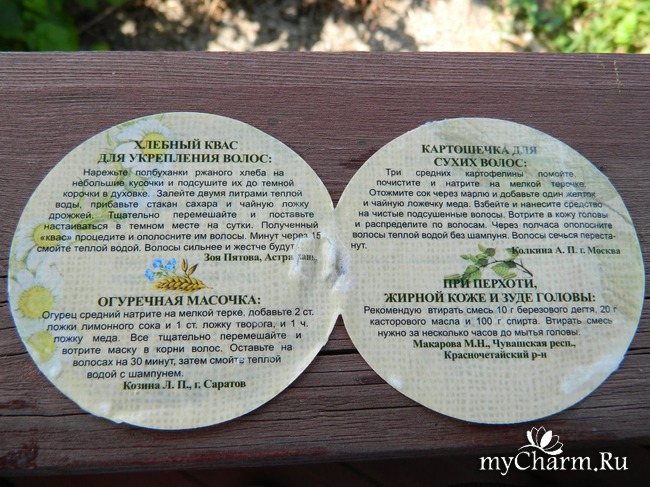 ХЛЕБНЫЙ КВАС
ДЛЯ УКРЕПЛЕНИЯ ВОЛОС:
Нарежьте полбуханки ржаного хлеба на
небольшие кусочки и подсушите их до темной
корочки в духовке. Залейте двумя литрами теплой
воды, прибавьте стакан сахара и чайную ложку
дрожжей. Тщательно перемешайте и поставьте
настаиваться в темном месте на сутки. Полученный
«квас» процедите и ополосните им волосы. Минут через 15
смойте теплой водой. Волосы сильнее и жестче будут.
Зоя Пятова,
ОГУРЕЧНАЯ МАСОЧКА:
Огурец средний натрите на мелкой терке, добавьте 2 ст.
ложки лимонного сока и 1 ст. ложку творога, и 1 ч.
ложку меда. Все тщательно перемешайте и
вотрите маску в корни волос. Оставьте на
волосах на 30 минут, затем смойте теплой
водой с шампунем.
Козина Л. П., г. Саратов
КАРТОШЕЧКА ДЛЯ
СУХИХ ВОЛОС:
Три средних картофелины помойте,
почистите и натрите на мелкой терочке.
Отожмите сок через марлю и добавьте один желток
и чайную ложечку меда. Взбейте и нанесите средство
на чистые подсушенные волосы. Вотрите в кожу головы
и распределите по волосам. Через полчаса ополосните
волосы теплой водой без шампуня. Волосы сечься переста-
нут.
Колкина А. П. г. Москва
ПРИ ПЕРХОТИ,
ЖИРНОЙ КОЖЕ И ЗУДЕ ГОЛОВЫ:
Рекомендую втирать смесь 10 г березового дегтя, 20 г
касторового масла и 100 г спирта. Втирать смесь
нужно за несколько часов до мытья головы.
Макарова М.Н., Чувашская респ.,
Красночетайский р-н
myCharm.Ru